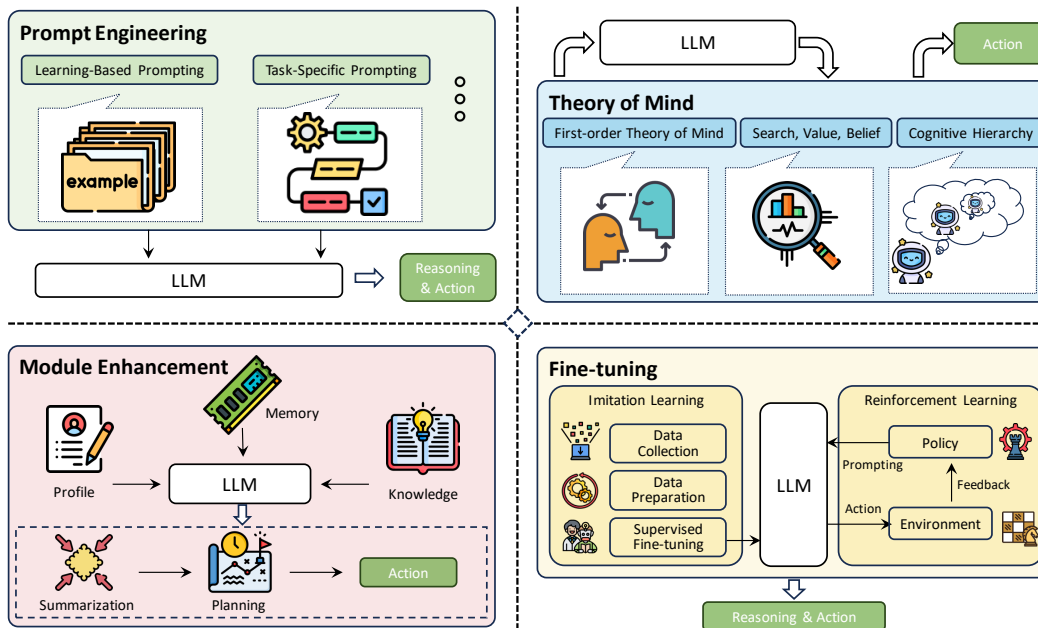 Prompt Engineering
Learning-Based Prompting
Task-Specific Prompting
example
LLM
Reasoning
& Action
LLM
Action
Theory of Mind
First-order Theory of Mind
Search, Value, Belief
Cognitive Hierarchy
Module Enhancement
Memory
Profile
LLM
Knowledge
Summarization
Planning
Action
Fine-tuning
Imitation Learning
Data
Collection
Data
Preparation
Supervised
Fine-tuning
LLM
Reinforcement Learning
Policy
Prompting
Feedback
Action
Environment
Reasoning & Action